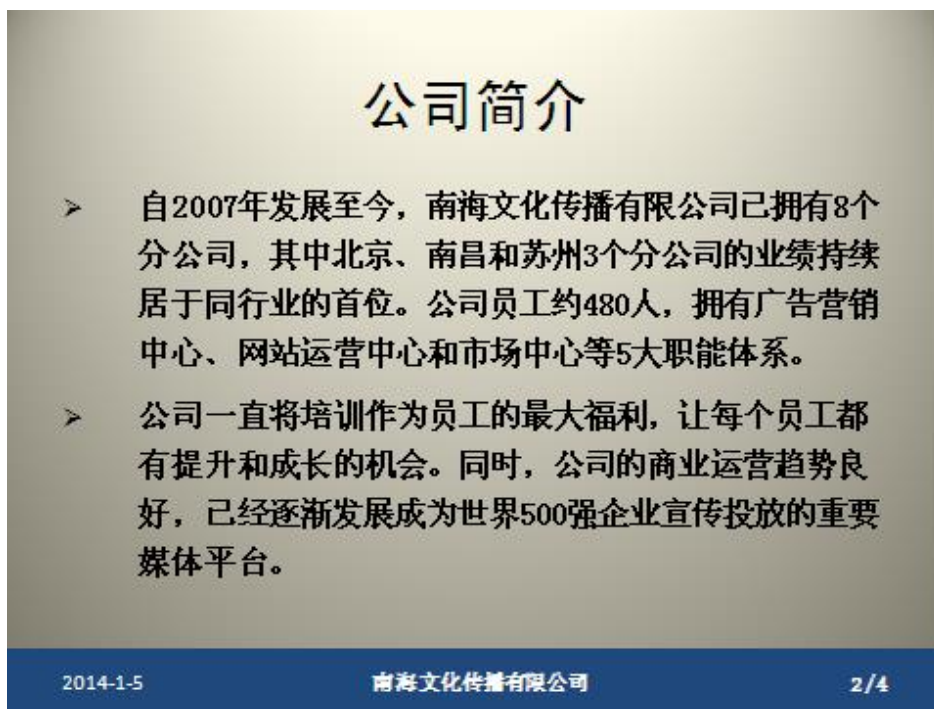 公司简介
自2007年发展至今，南海文化传播有限公司已拥有8个
分公司，其中北京、南昌和苏州3个分公司的业绩持续
居于同行业的首位。公司员工约480人，拥有广告营销
中心、网站运营中心和市场中心等5大职能体系。
公司一直将培训作为员工的最大福利，让每个员工都
有提升和成长的机会。同时，公司的商业运营趋势良
好，已经逐渐发展成为世界500强企业宣传投放的重要
媒体平台。
2014-1-5
南海文化传播有限公司
2/4